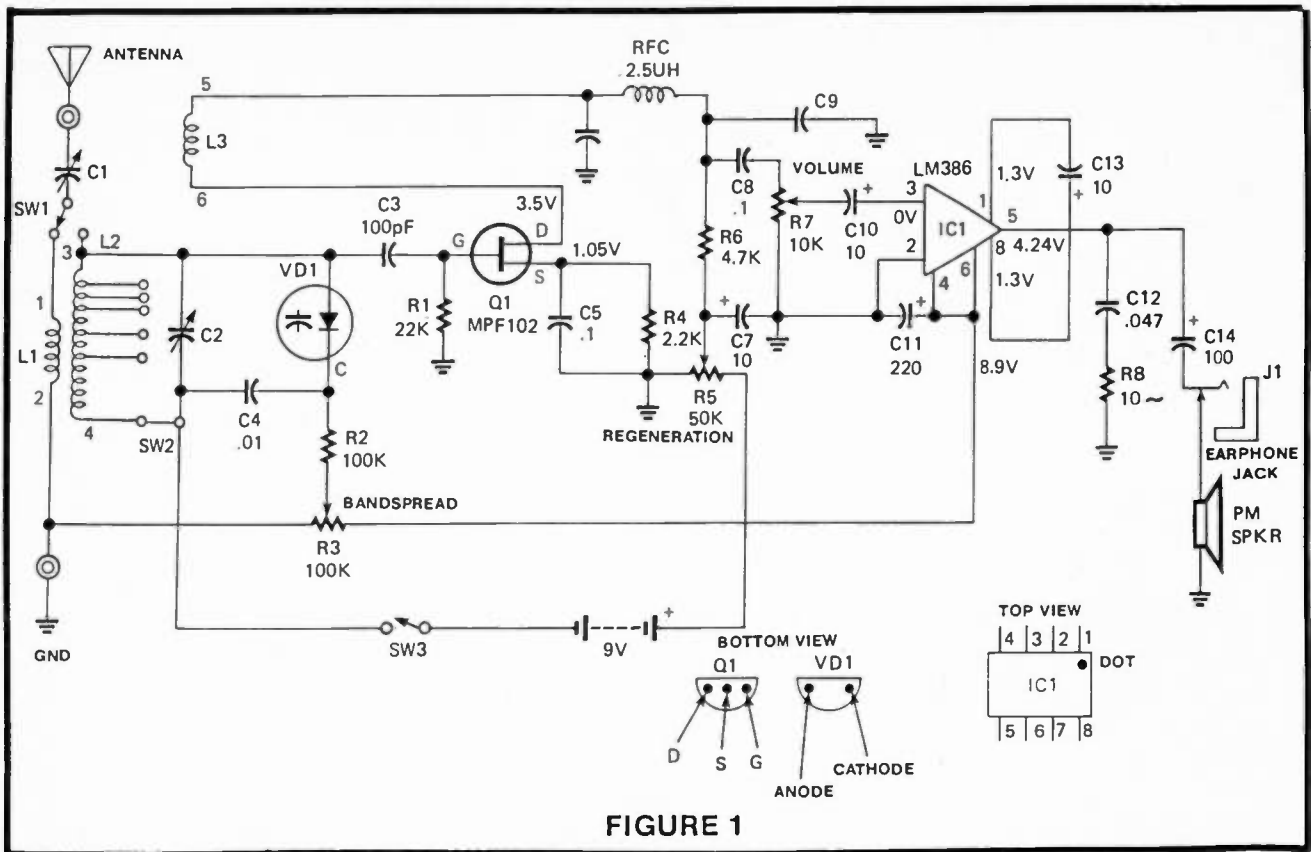 ANTENNA
RFC
2.5UH
5
L3
6
C1
SW1
3
L2
1
L1
2
4
SW2
C2
VD1
C
C4
.01
C3
100pF
G
D
S
3.5V
1.05V
Q1
MPF102
R1
22K
C5
.1
R4
2.2K
R2
100K
BANDSPREAD
R3
100K
GND
SW3
9V
+
C9
C8
.1
VOLUME
R7
10K
C10
10
+
R6
4.7K
+
C7
10
R5
50K
REGENERATION
LM386
IC1
3
0V
2
1
5
8
6
4
1.3V
4.24V
1.3V
C13
10
+
C11
220
+
8.9V
C12
.047
R8
10 ~
+
C14
100
J1
EARPHONE
JACK
PM
SPKR
BOTTOM VIEW
Q1
VD1
D
S
G
ANODE
CATHODE
TOP VIEW
4 3 2 1
DOT
IC1
5 6 7 8
FIGURE 1